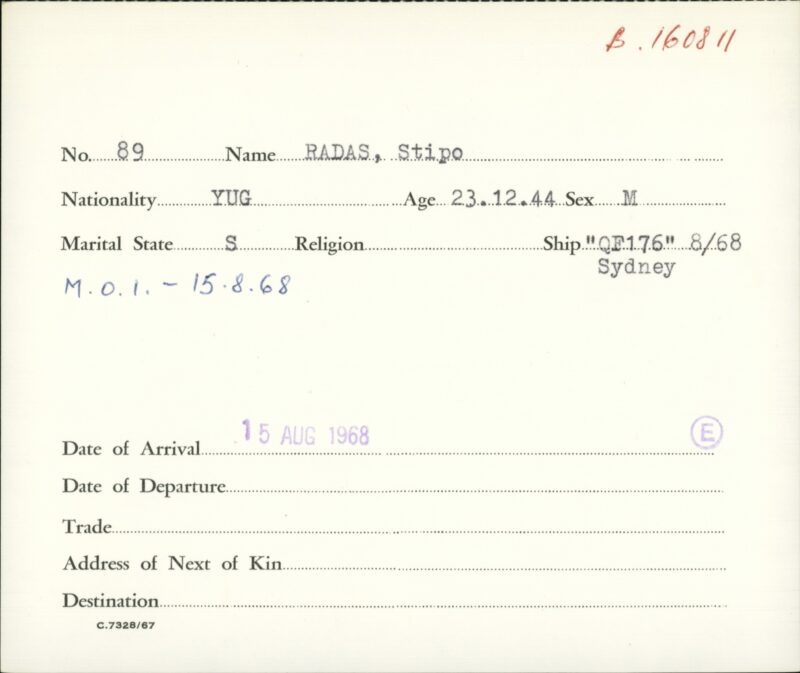 B. 160811
No. 89 Name RADAS, Stipo
Nationality YUG Age 23.12.44 Sex M
Marital State S Religion Ship "QF176" 8/68
Sydney
M.O.I. - 15.8.68
Date of Arrival 15 AUG 1968 E
Date of Departure
Trade
Address of Next of Kin
Destination
C.7328/67